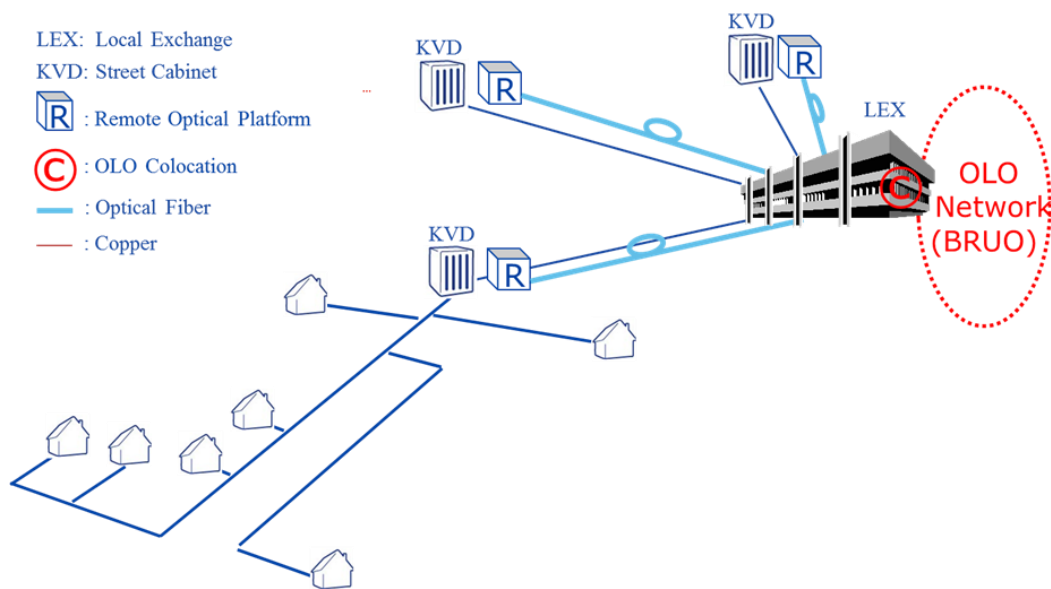 LEX: Local Exchange
KVD: Street Cabinet
R : Remote Optical Platform
C : OLO Colocation
: Optical Fiber
: Copper
...
KVD
R
KVD
R
LEX
C
OLO
Network
(BRUO)
KVD
R